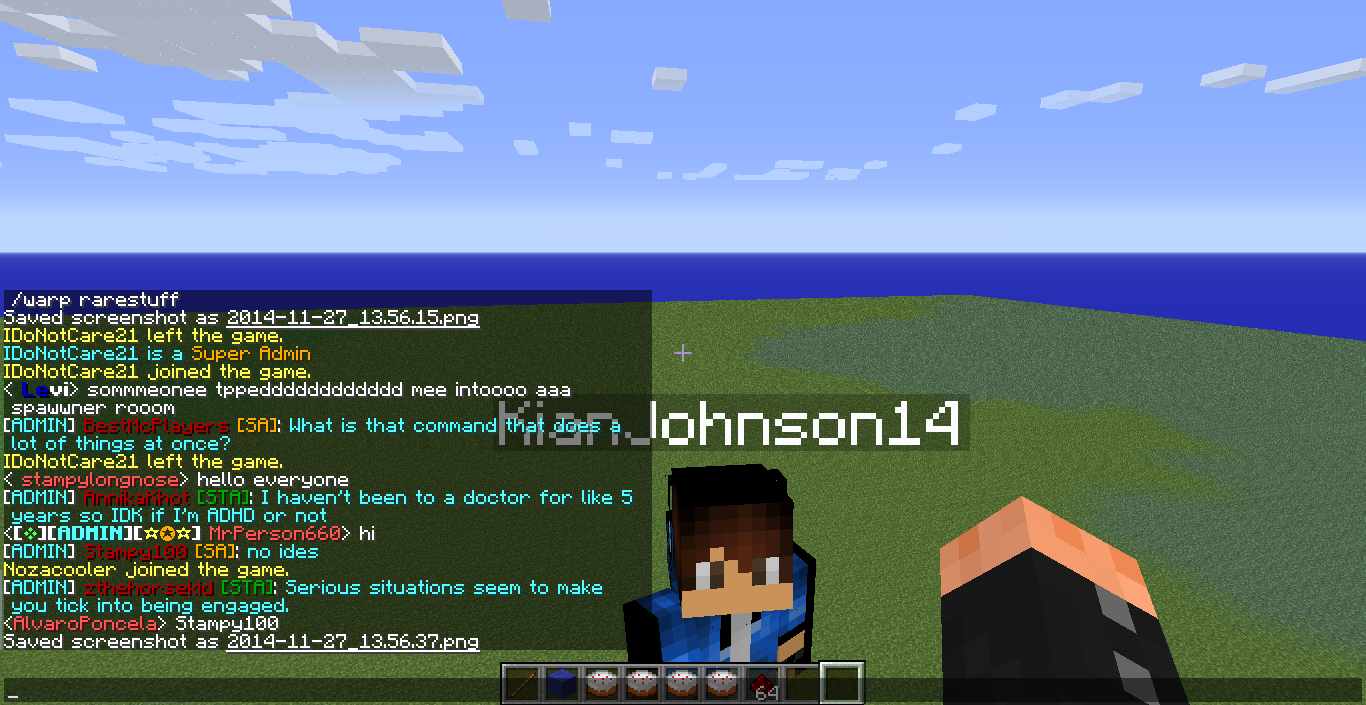 /warp rarestuff
Saved screenshot as 2014-11-27_13.56.15.png
IDoNotCare21 left the game.
IDoNotCare21 is a Super Admin
IDoNotCare21 joined the game.
< Levi> sommmeonee tppeddddddddddddd mee intoooo aaa
spawwner rooom
[ADMIN] BestMcPlayers [SA]: What is that command that does a
lot of things at once?
IDoNotCare21 left the game.
< stampylongnose> hello everyone
[ADMIN] AnnikaKhot [STA]: I haven't been to a doctor for like 5
years so IDK if I'm ADHD or not
<[❖][ADMIN][☆✪☆] MrPerson660> hi
[ADMIN] Stampy100 [SA]: no ides
Nozacooler joined the game.
[ADMIN] zthehorsekid [STA]: Serious situations seem to make
you tick into being engaged.
<AlvaroPoncela> Stampy100
Saved screenshot as 2014-11-27_13.56.37.png
KianJohnson14
64
_